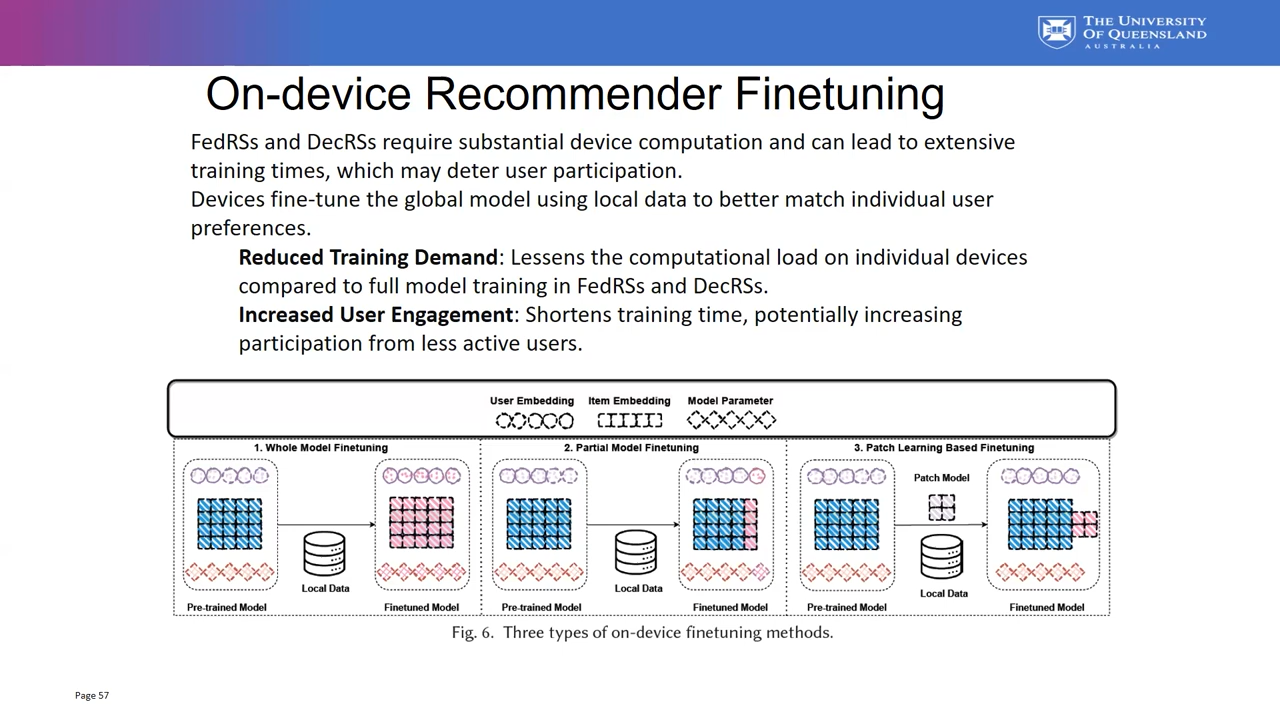 THE UNIVERSITY
OF QUEENSLAND
AUSTRALIA
On-device Recommender Finetuning
FedRSs and DecRSs require substantial device computation and can lead to extensive
training times, which may deter user participation.
Devices fine-tune the global model using local data to better match individual user
preferences.
Reduced Training Demand: Lessens the computational load on individual devices
compared to full model training in FedRSs and DecRSs.
Increased User Engagement: Shortens training time, potentially increasing
participation from less active users.
User Embedding Item Embedding Model Parameter
1. Whole Model Finetuning
Local Data
Pre-trained Model
Finetuned Model
2. Partial Model Finetuning
Local Data
Pre-trained Model
Finetuned Model
3. Patch Learning Based Finetuning
Patch Model
Local Data
Pre-trained Model
Finetuned Model
Fig. 6. Three types of on-device finetuning methods.
Page 57